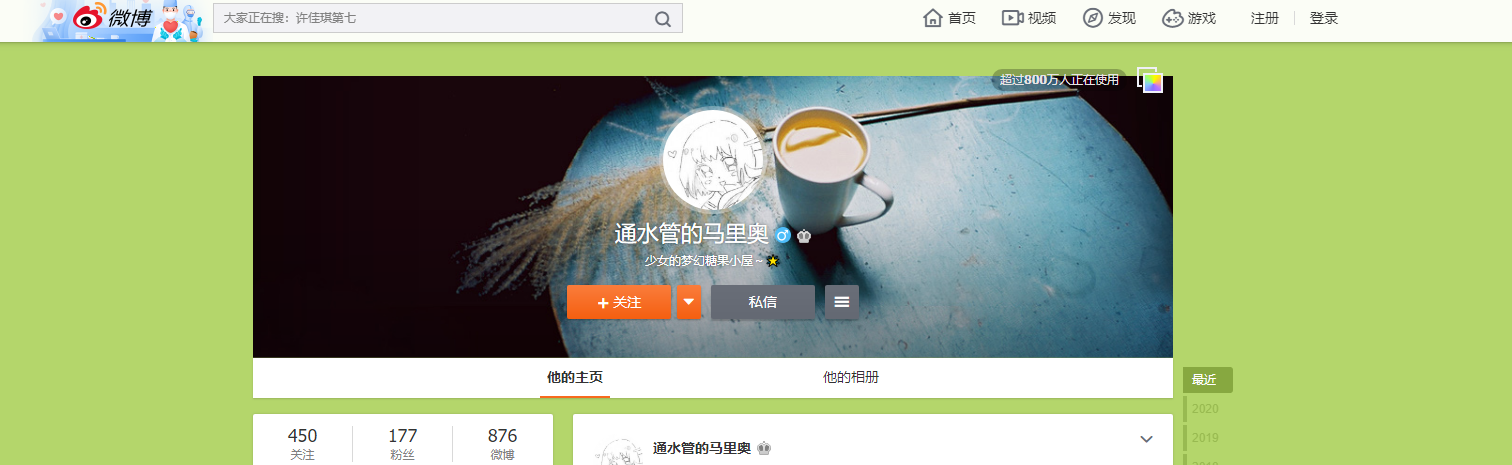 微博
大家正在搜：许佳琪第七
首页
视频
发现
游戏
注册
登录
超过800万人正在使用
通水管的马里奥
少女的梦幻糖果小屋～
+关注
私信
他的主页
他的相册
最近
2020
2019
450
关注
177
粉丝
876
微博
通水管的马里奥